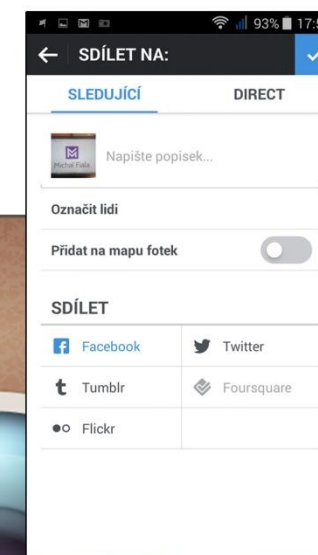 93% 17:5
SDÍLET NA:
SLEDUJÍCÍ DIRECT
Michal Fiala
Napište popisek...
Označit lidi
Přidat na mapu fotek
SDÍLET
Facebook Twitter
Tumblr Foursquare
Flickr